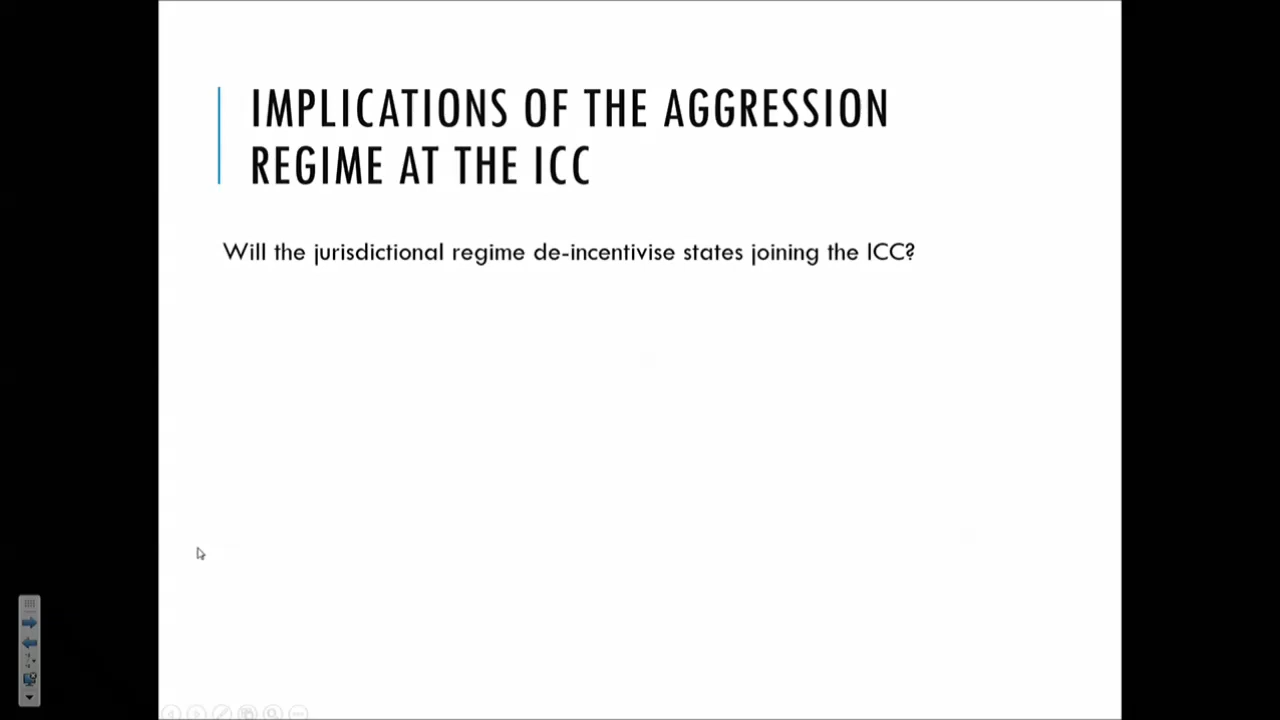 IMPLICATIONS OF THE AGGRESSION
REGIME AT THE ICC
Will the jurisdictional regime de-incentivise states joining the ICC?